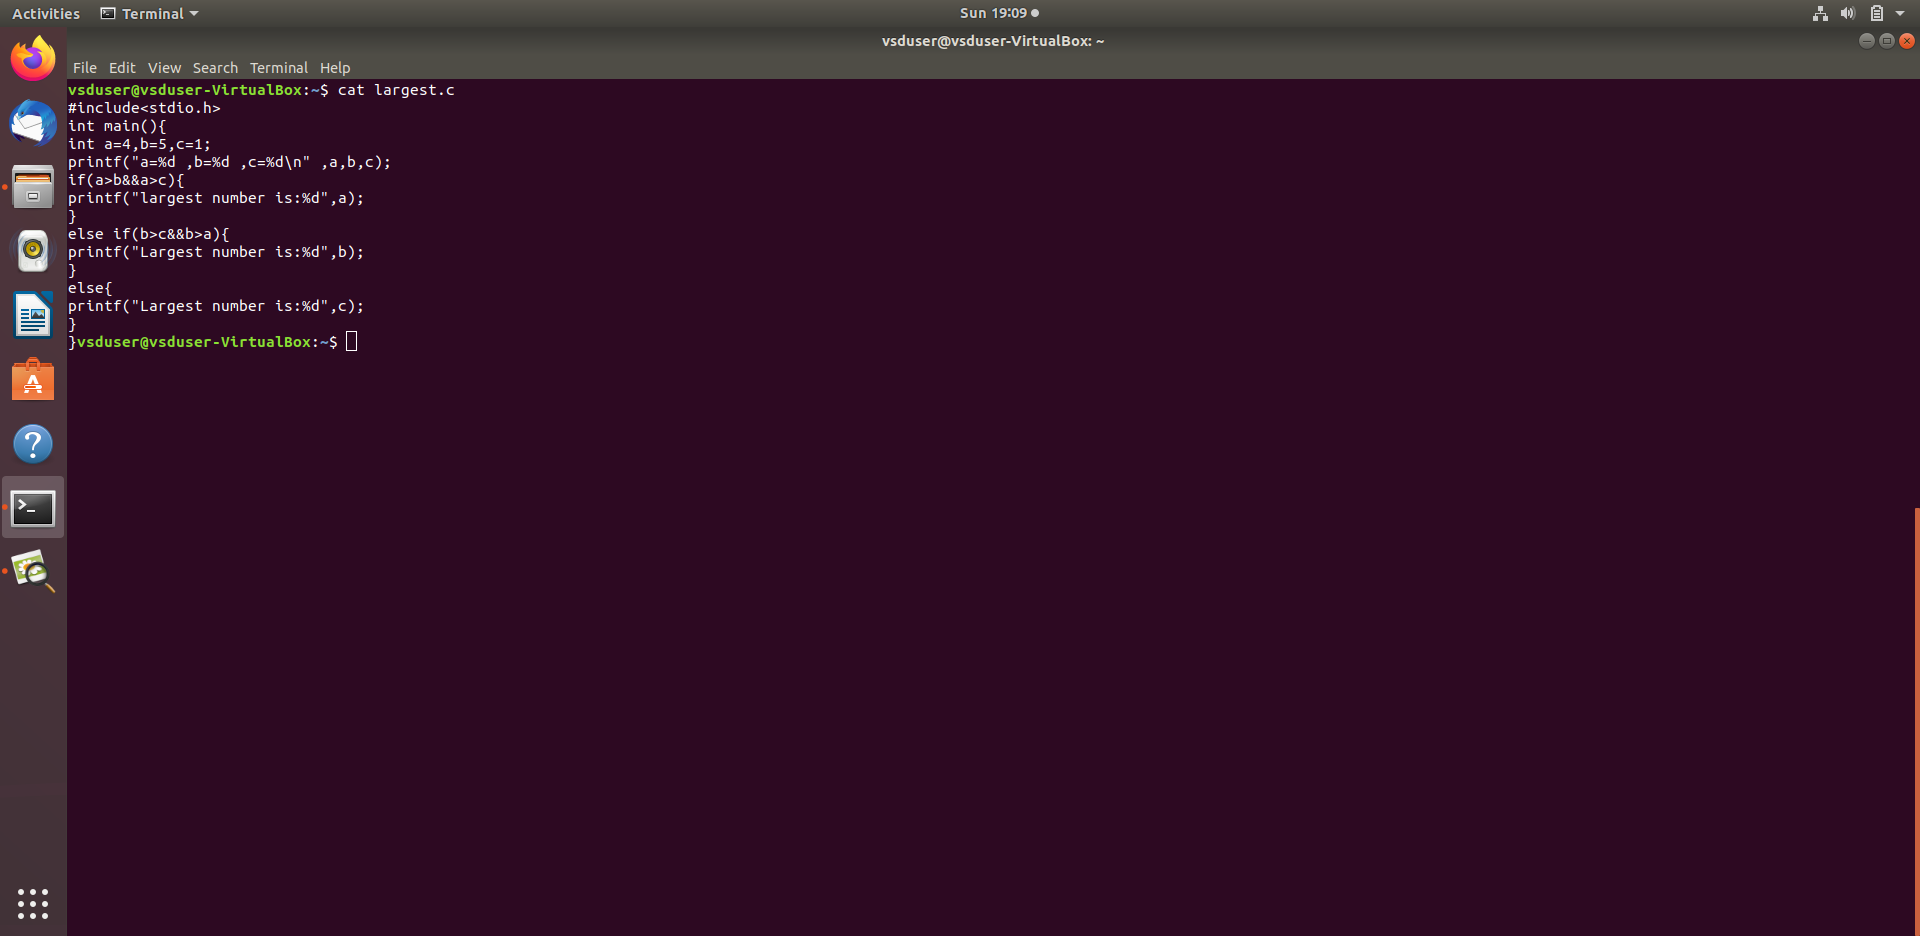 Activities Terminal Sun 19:09
vsduser@vsduser-VirtualBox: ~
File Edit View Search Terminal Help
vsduser@vsduser-VirtualBox:~$ cat largest.c
#include<stdio.h>
int main(){
int a=4,b=5,c=1;
printf("a=%d ,b=%d ,c=%d\n" ,a,b,c);
if(a>b&&a>c){
printf("largest number is:%d",a);
}
else if(b>c&&b>a){
printf("Largest number is:%d",b);
}
else{
printf("Largest number is:%d",c);
}
}vsduser@vsduser-VirtualBox:~$